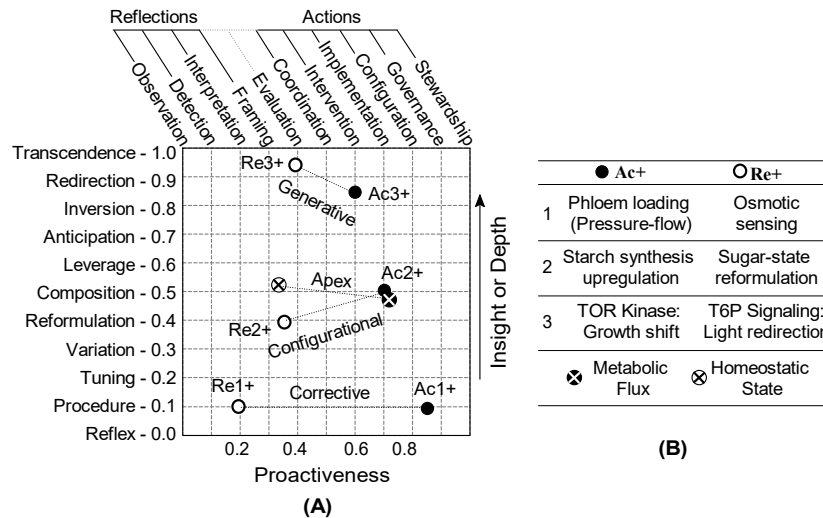 Reflections
Actions
Observation
Detection
Interpretation
Framing
Evaluation
Coordination
Intervention
Implementation
Configuration
Governance
Stewardship
Transcendence - 1.0
Redirection - 0.9
Inversion - 0.8
Anticipation - 0.7
Leverage - 0.6
Composition - 0.5
Reformulation - 0.4
Variation - 0.3
Tuning - 0.2
Procedure - 0.1
Reflex - 0.0
Re3+
Ac3+
Generative
Apex
Ac2+
Re2+
Configurational
Re1+
Corrective
Ac1+
0.2 0.4 0.6 0.8
Proactiveness
Insight or Depth
(A)
Ac+ Re+
1 Phloem loading (Pressure-flow) Osmotic sensing
2 Starch synthesis upregulation Sugar-state reformulation
3 TOR Kinase: Growth shift T6P Signaling: Light redirection
Metabolic Flux Homeostatic State
(B)